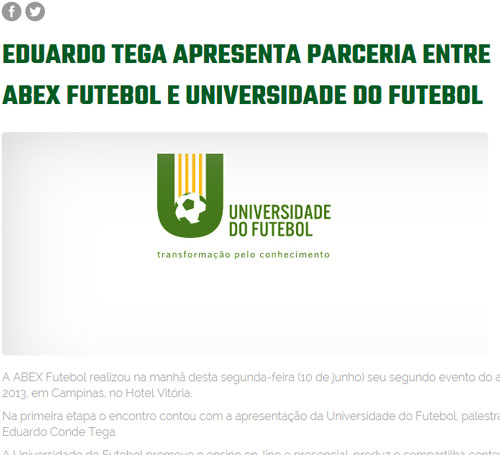 EDUARDO TEGA APRESENTA PARCERIA ENTRE
ABEX FUTEBOL E UNIVERSIDADE DO FUTEBOL
UNIVERSIDADE
DO FUTEBOL
transformação pelo conhecimento
A ABEX Futebol realizou na manhã desta segunda-feira (10 de junho) seu segundo evento do a
2013, em Campinas, no Hotel Vitória.
Na primeira etapa o encontro contou com a apresentação da Universidade do Futebol, palestra
Eduardo Conde Tega.
A Universidade do Futebol promove o ensino on-line e presencial, produz e compartilha conte